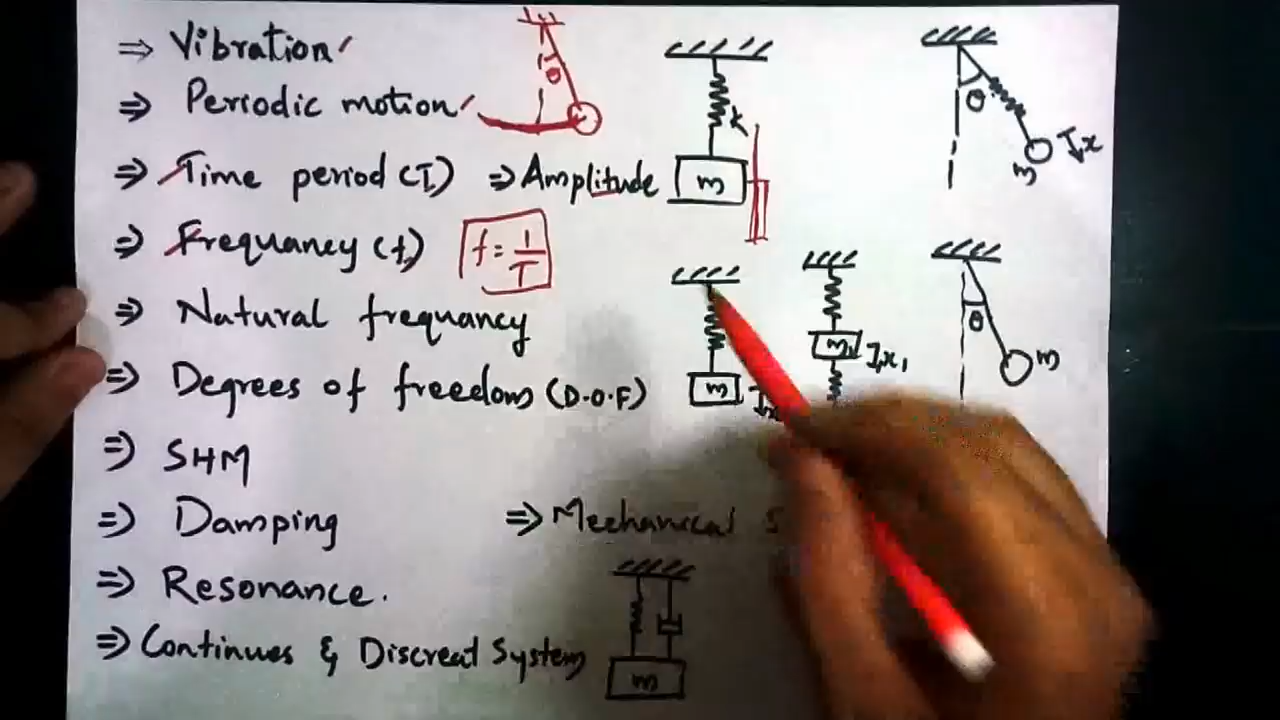 ⇒ Vibration
⇒ Periodic motion
⇒ Time period (T) ⇒ Amplitude
⇒ Frequancy (f) f = 1/T
⇒ Natural frequancy
⇒ Degrees of freedom (D.O.F)
⇒ SHM
⇒ Damping ⇒ Mechanical S
⇒ Resonance.
⇒ Continues & Discreat System
θ
k
m
θ
m
x
m
x
m₁
x₁
θ
m
m